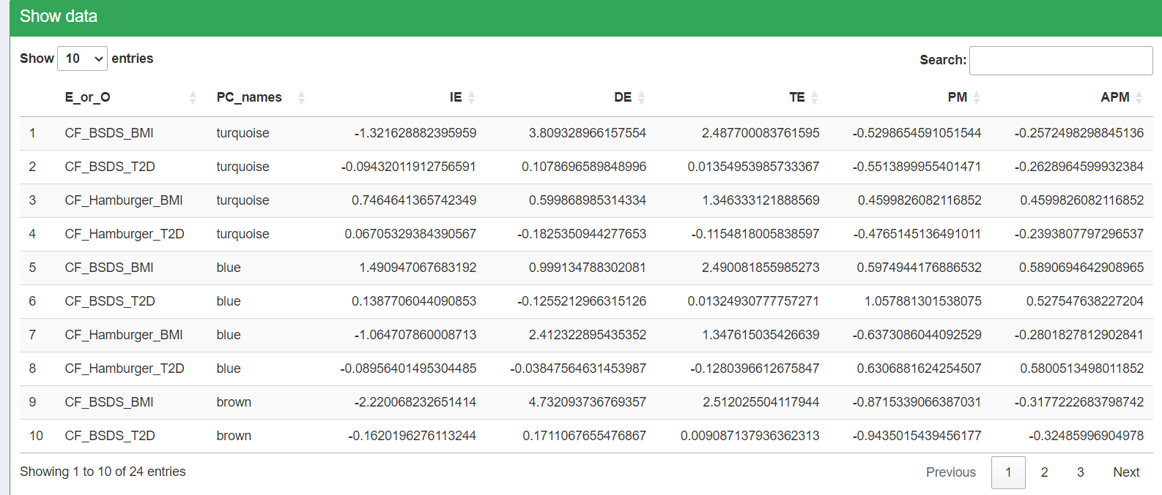 Show data
Show 10 entries Search:
E_or_O PC_names IE DE TE PM APM
1 CF_BSDS_BMI turquoise -1.321628882395959 3.809328966157554 2.487700083761595 -0.5298654591051544 -0.2572498298845136
2 CF_BSDS_T2D turquoise -0.09432011912756591 0.1078696589848996 0.01354953985733367 -0.5513899955401471 -0.2628964599932384
3 CF_Hamburger_BMI turquoise 0.7464641365742349 0.599868985314334 1.346333121888569 0.4599826082116852 0.4599826082116852
4 CF_Hamburger_T2D turquoise 0.06705329384390567 -0.1825350944277653 -0.1154818005838597 -0.4765145136491011 -0.2393807797296537
5 CF_BSDS_BMI blue 1.490947067683192 0.999134788302081 2.490081855985273 0.5974944176886532 0.5890694642908965
6 CF_BSDS_T2D blue 0.1387706044090853 -0.1255212966315126 0.01324930777757271 1.057881301538075 0.527547638227204
7 CF_Hamburger_BMI blue -1.064707860008713 2.412322895435352 1.347615035426639 -0.6373086044092529 -0.2801827812902841
8 CF_Hamburger_T2D blue -0.08956401495304485 -0.03847564631453987 -0.1280396612675847 0.6306881624254507 0.5800513498011852
9 CF_BSDS_BMI brown -2.220068232651414 4.732093736769357 2.512025504117944 -0.8715339066387031 -0.3177222683798742
10 CF_BSDS_T2D brown -0.1620196276113244 0.1711067655476867 0.009087137936362313 -0.9435015439456177 -0.32485996904978
Showing 1 to 10 of 24 entries Previous 1 2 3 Next